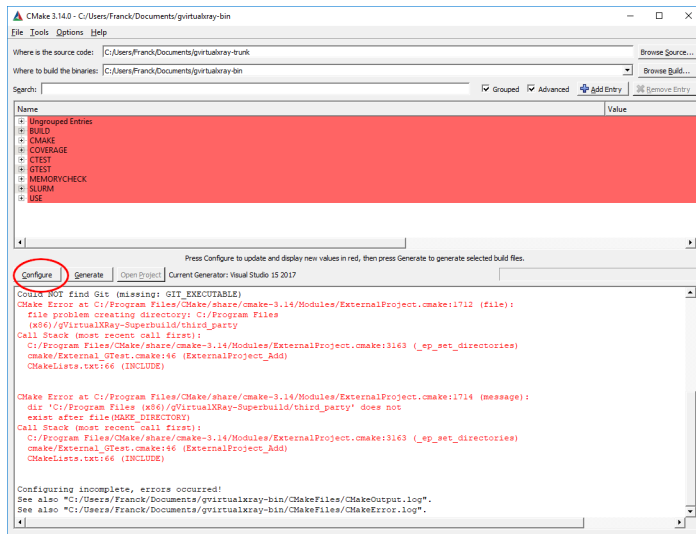 CMake 3.14.0 - C:/Users/Franck/Documents/gvirtualxray-bin
File Tools Options Help
Where is the source code: C:/Users/Franck/Documents/gvirtualxray-trunk Browse Source...
Where to build the binaries: C:/Users/Franck/Documents/gvirtualxray-bin Browse Build...
Search: Grouped Advanced Add Entry Remove Entry
Name Value
Ungrouped Entries
BUILD
CMAKE
COVERAGE
CTEST
GTEST
MEMORYCHECK
SLURM
USE
Press Configure to update and display new values in red, then press Generate to generate selected build files.
Configure Generate Open Project Current Generator: Visual Studio 15 2017
Could NOT find Git (missing: GIT_EXECUTABLE)
CMake Error at C:/Program Files/CMake/share/cmake-3.14/Modules/ExternalProject.cmake:1712 (file):
file problem creating directory: C:/Program Files
(x86)/gVirtualXRay-Superbuild/third_party
Call Stack (most recent call first):
C:/Program Files/CMake/share/cmake-3.14/Modules/ExternalProject.cmake:3163 (_ep_set_directories)
cmake/External_GTest.cmake:46 (ExternalProject_Add)
CMakeLists.txt:66 (INCLUDE)
CMake Error at C:/Program Files/CMake/share/cmake-3.14/Modules/ExternalProject.cmake:1714 (message):
dir 'C:/Program Files (x86)/gVirtualXRay-Superbuild/third_party' does not
exist after file(MAKE_DIRECTORY)
Call Stack (most recent call first):
C:/Program Files/CMake/share/cmake-3.14/Modules/ExternalProject.cmake:3163 (_ep_set_directories)
cmake/External_GTest.cmake:46 (ExternalProject_Add)
CMakeLists.txt:66 (INCLUDE)
Configuring incomplete, errors occurred!
See also "C:/Users/Franck/Documents/gvirtualxray-bin/CMakeFiles/CMakeOutput.log".
See also "C:/Users/Franck/Documents/gvirtualxray-bin/CMakeFiles/CMakeError.log".